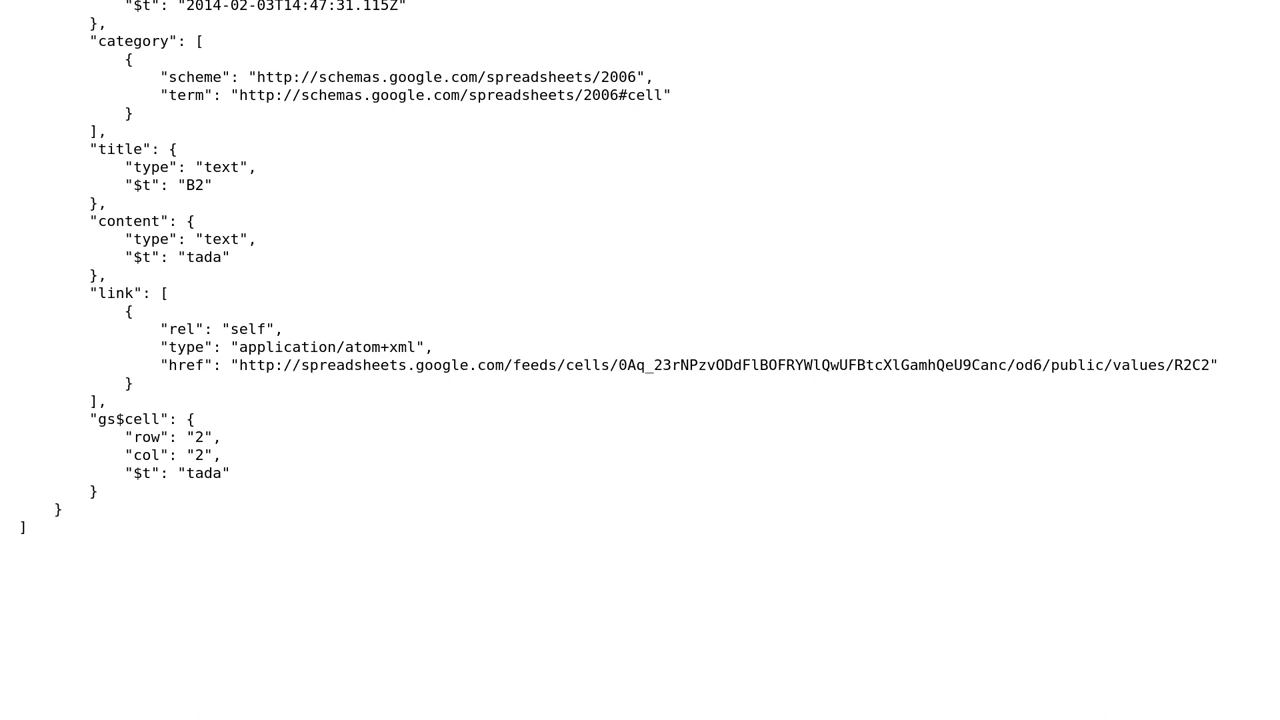 "$t": "2014-02-03T14:47:31.115Z"
},
"category": [
{
"scheme": "http://schemas.google.com/spreadsheets/2006",
"term": "http://schemas.google.com/spreadsheets/2006#cell"
}
],
"title": {
"type": "text",
"$t": "B2"
},
"content": {
"type": "text",
"$t": "tada"
},
"link": [
{
"rel": "self",
"type": "application/atom+xml",
"href": "http://spreadsheets.google.com/feeds/cells/0Aq_23rNPzvODdFlBOFRYWlQwUFBtcXlGamhQeU9Canc/od6/public/values/R2C2"
}
],
"gs$cell": {
"row": "2",
"col": "2",
"$t": "tada"
}
}
]